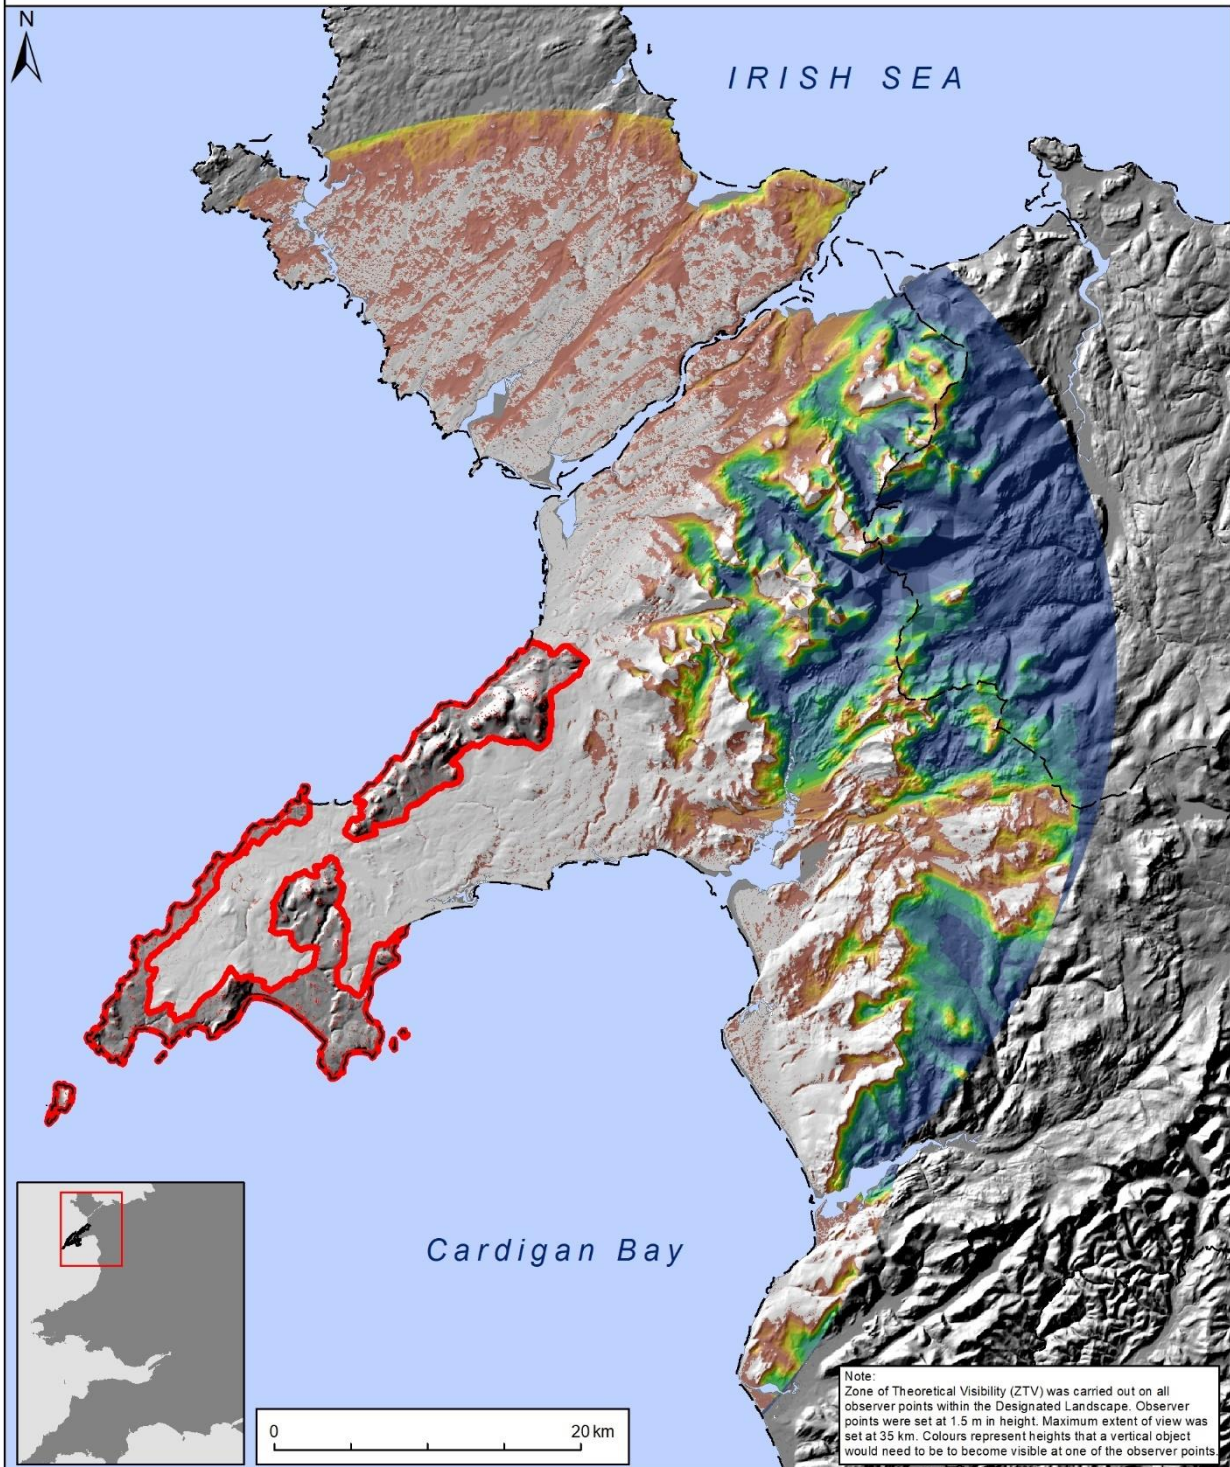 N
IRISH SEA
Cardigan Bay
0
20 km
Note:
Zone of Theoretical Visibility (ZTV) was carried out on all
observer points within the Designated Landscape. Observer
points were set at 1.5 m in height. Maximum extent of view was
set at 35 km. Colours represent heights that a vertical object
would need to be to become visible at one of the observer points.